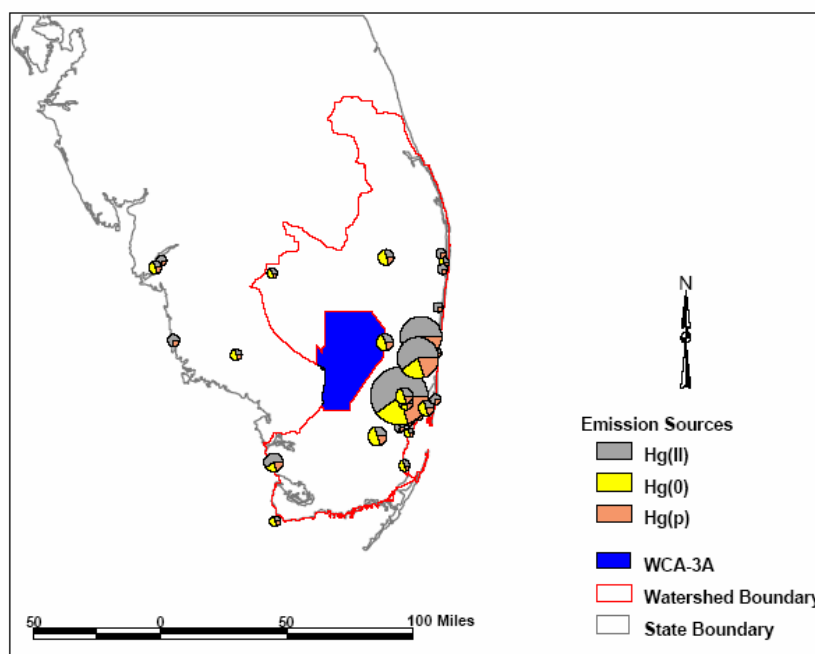 N
Emission Sources
Hg(II)
Hg(0)
Hg(p)
WCA-3A
Watershed Boundary
State Boundary
50 0 50 100 Miles